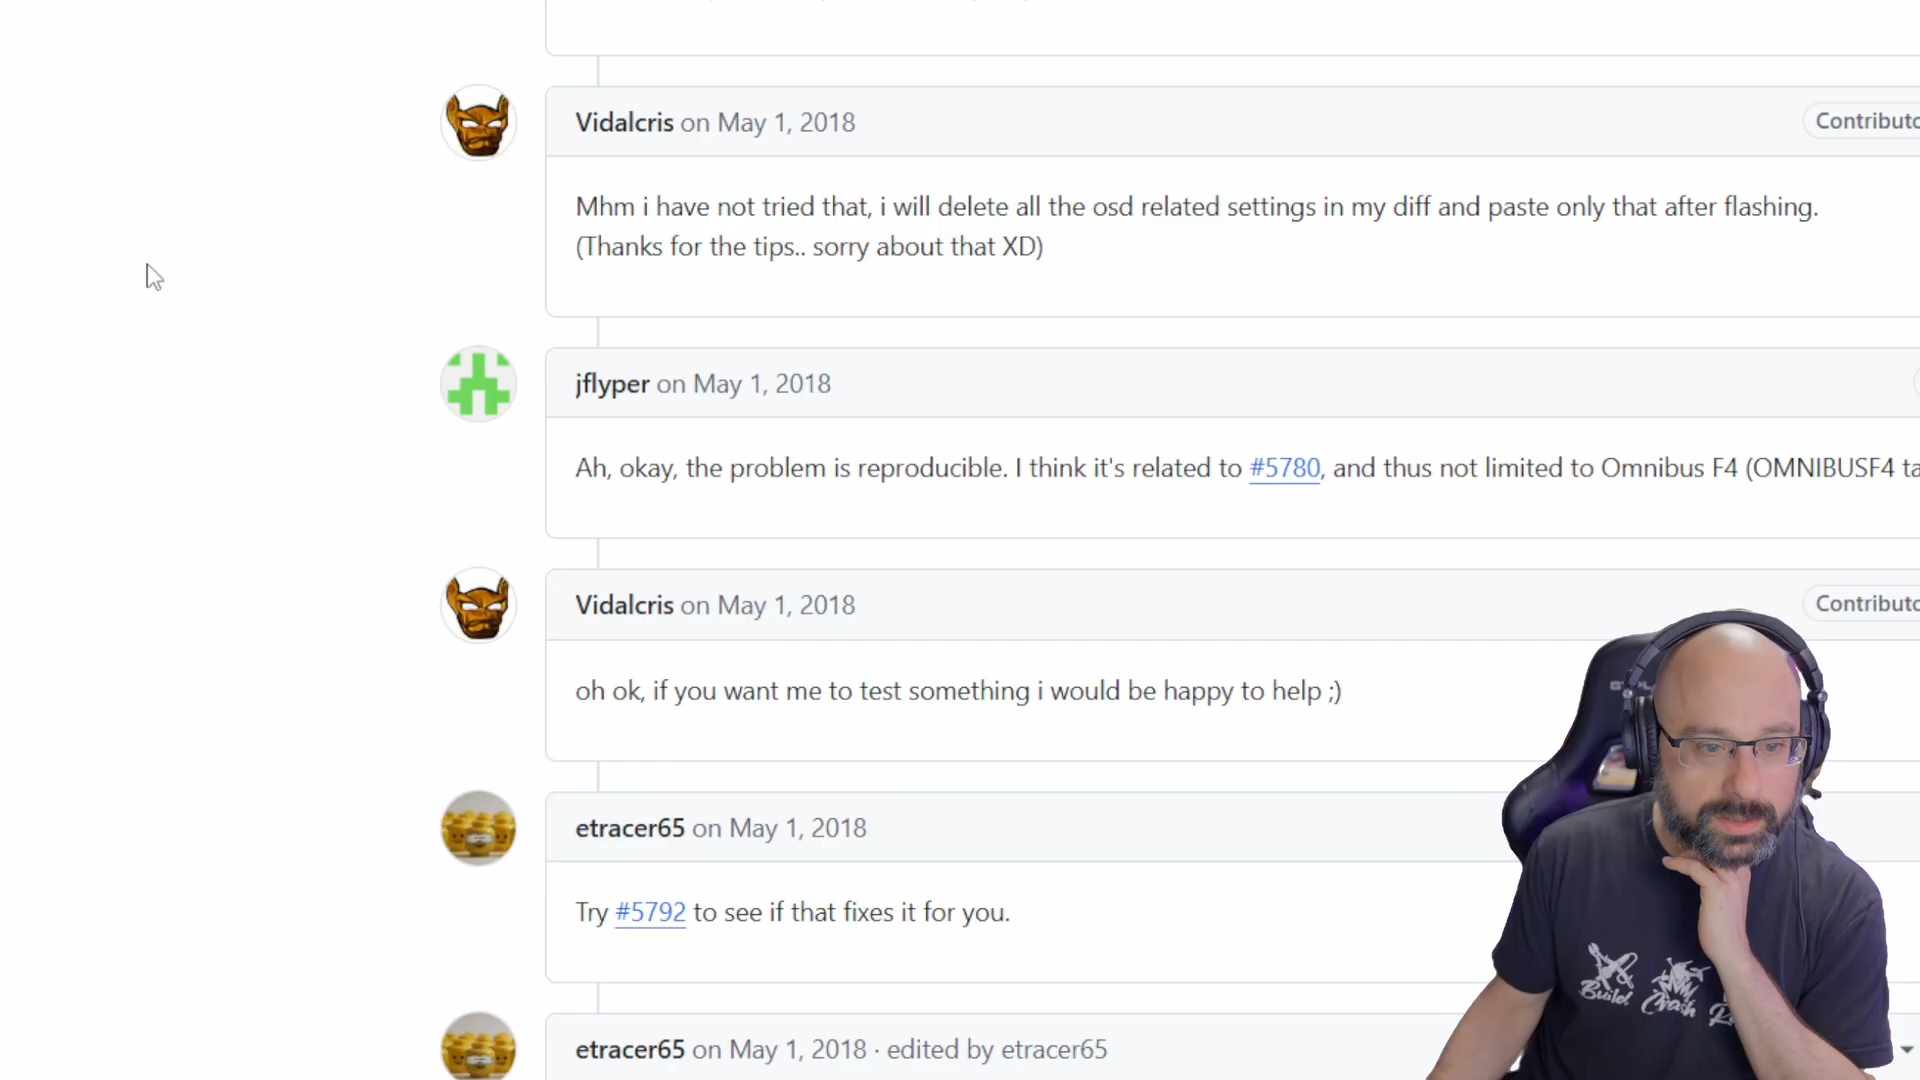 Vidalcris on May 1, 2018
Mhm i have not tried that, i will delete all the osd related settings in my diff and paste only that after flashing.
(Thanks for the tips.. sorry about that XD)
jflyper on May 1, 2018
Ah, okay, the problem is reproducible. I think it's related to #5780, and thus not limited to Omnibus F4 (OMNIBUSF4
Vidalcris on May 1, 2018
oh ok, if you want me to test something i would be happy to help ;)
etracer65 on May 1, 2018
Try #5792 to see if that fixes it for you.
etracer65 on May 1, 2018 · edited by etracer65
Build. Crash